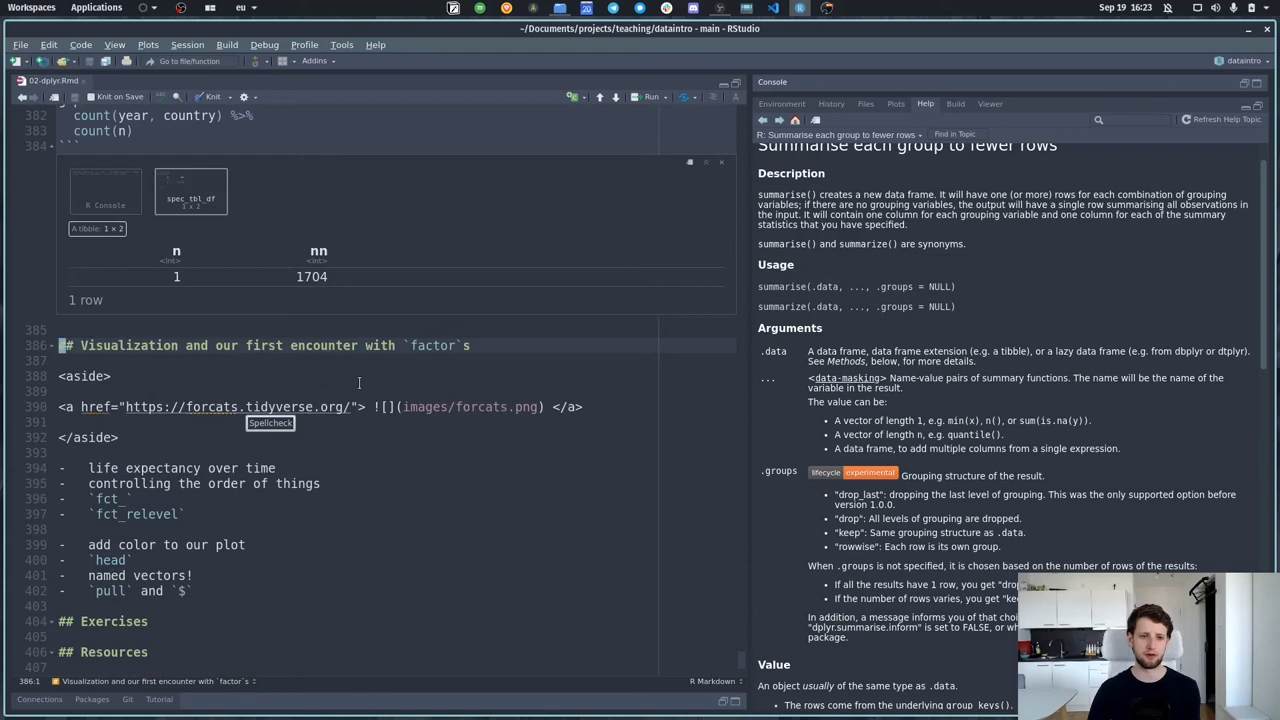 Workspaces Applications eu Sep 19 16:23
~/Documents/projects/teaching/dataintro - main - RStudio
File Edit Code View Plots Session Build Debug Profile Tools Help
Go to file/function Addins dataintro
02-dplyr.Rmd
Knit on Save Knit Run
382 count(year, country) %>%
383 count(n)
384 ```
R Console
spec_tbl_df
1 x 2
A tibble: 1 × 2
n nn
<int> <int>
1 1704
1 row
385
386 ## Visualization and our first encounter with `factor`s
387
388 <aside>
389
390 <a href="https://forcats.tidyverse.org/"> ![](images/forcats.png) </a>
391
Spellcheck
392 </aside>
393
394 - life expectancy over time
395 - controlling the order of things
396 - `fct_`
397 - `fct_relevel`
398
399 - add color to our plot
400 - `head`
401 - named vectors!
402 - `pull` and `$`
403
404 ## Exercises
405
406 ## Resources
407
386:1 Visualization and our first encounter with `factor`s R Markdown
Connections Packages Git Tutorial
Console
Environment History Files Plots Help Build Viewer
Refresh Help Topic
R: Summarise each group to fewer rows Find in Topic
Summarise each group to fewer rows
Description
summarise() creates a new data frame. It will have one (or more) rows for each combination of grouping
variables; if there are no grouping variables, the output will have a single row summarising all observations in
the input. It will contain one column for each grouping variable and one column for each of the summary
statistics that you have specified.
summarise() and summarize() are synonyms.
Usage
summarise(.data, ..., .groups = NULL)
summarize(.data, ..., .groups = NULL)
Arguments
.data A data frame, data frame extension (e.g. a tibble), or a lazy data frame (e.g. from dbplyr or dtplyr).
See Methods, below, for more details.
... <data-masking> Name-value pairs of summary functions. The name will be the name of the
variable in the result.
The value can be:
• A vector of length 1, e.g. min(x), n(), or sum(is.na(y)).
• A vector of length n, e.g. quantile().
• A data frame, to add multiple columns from a single expression.
.groups lifecycle experimental Grouping structure of the result.
• "drop_last": dropping the last level of grouping. This was the only supported option before
version 1.0.0.
• "drop": All levels of grouping are dropped.
• "keep": Same grouping structure as .data.
• "rowwise": Each row is its own group.
When .groups is not specified, it is chosen based on the number of rows of the results:
• If all the results have 1 row, you get "drop
• If the number of rows varies, you get "kee
In addition, a message informs you of that choi
"dplyr.summarise.inform" is set to FALSE, or wh
package.
Value
An object usually of the same type as .data.
• The rows come from the underlying group_keys().